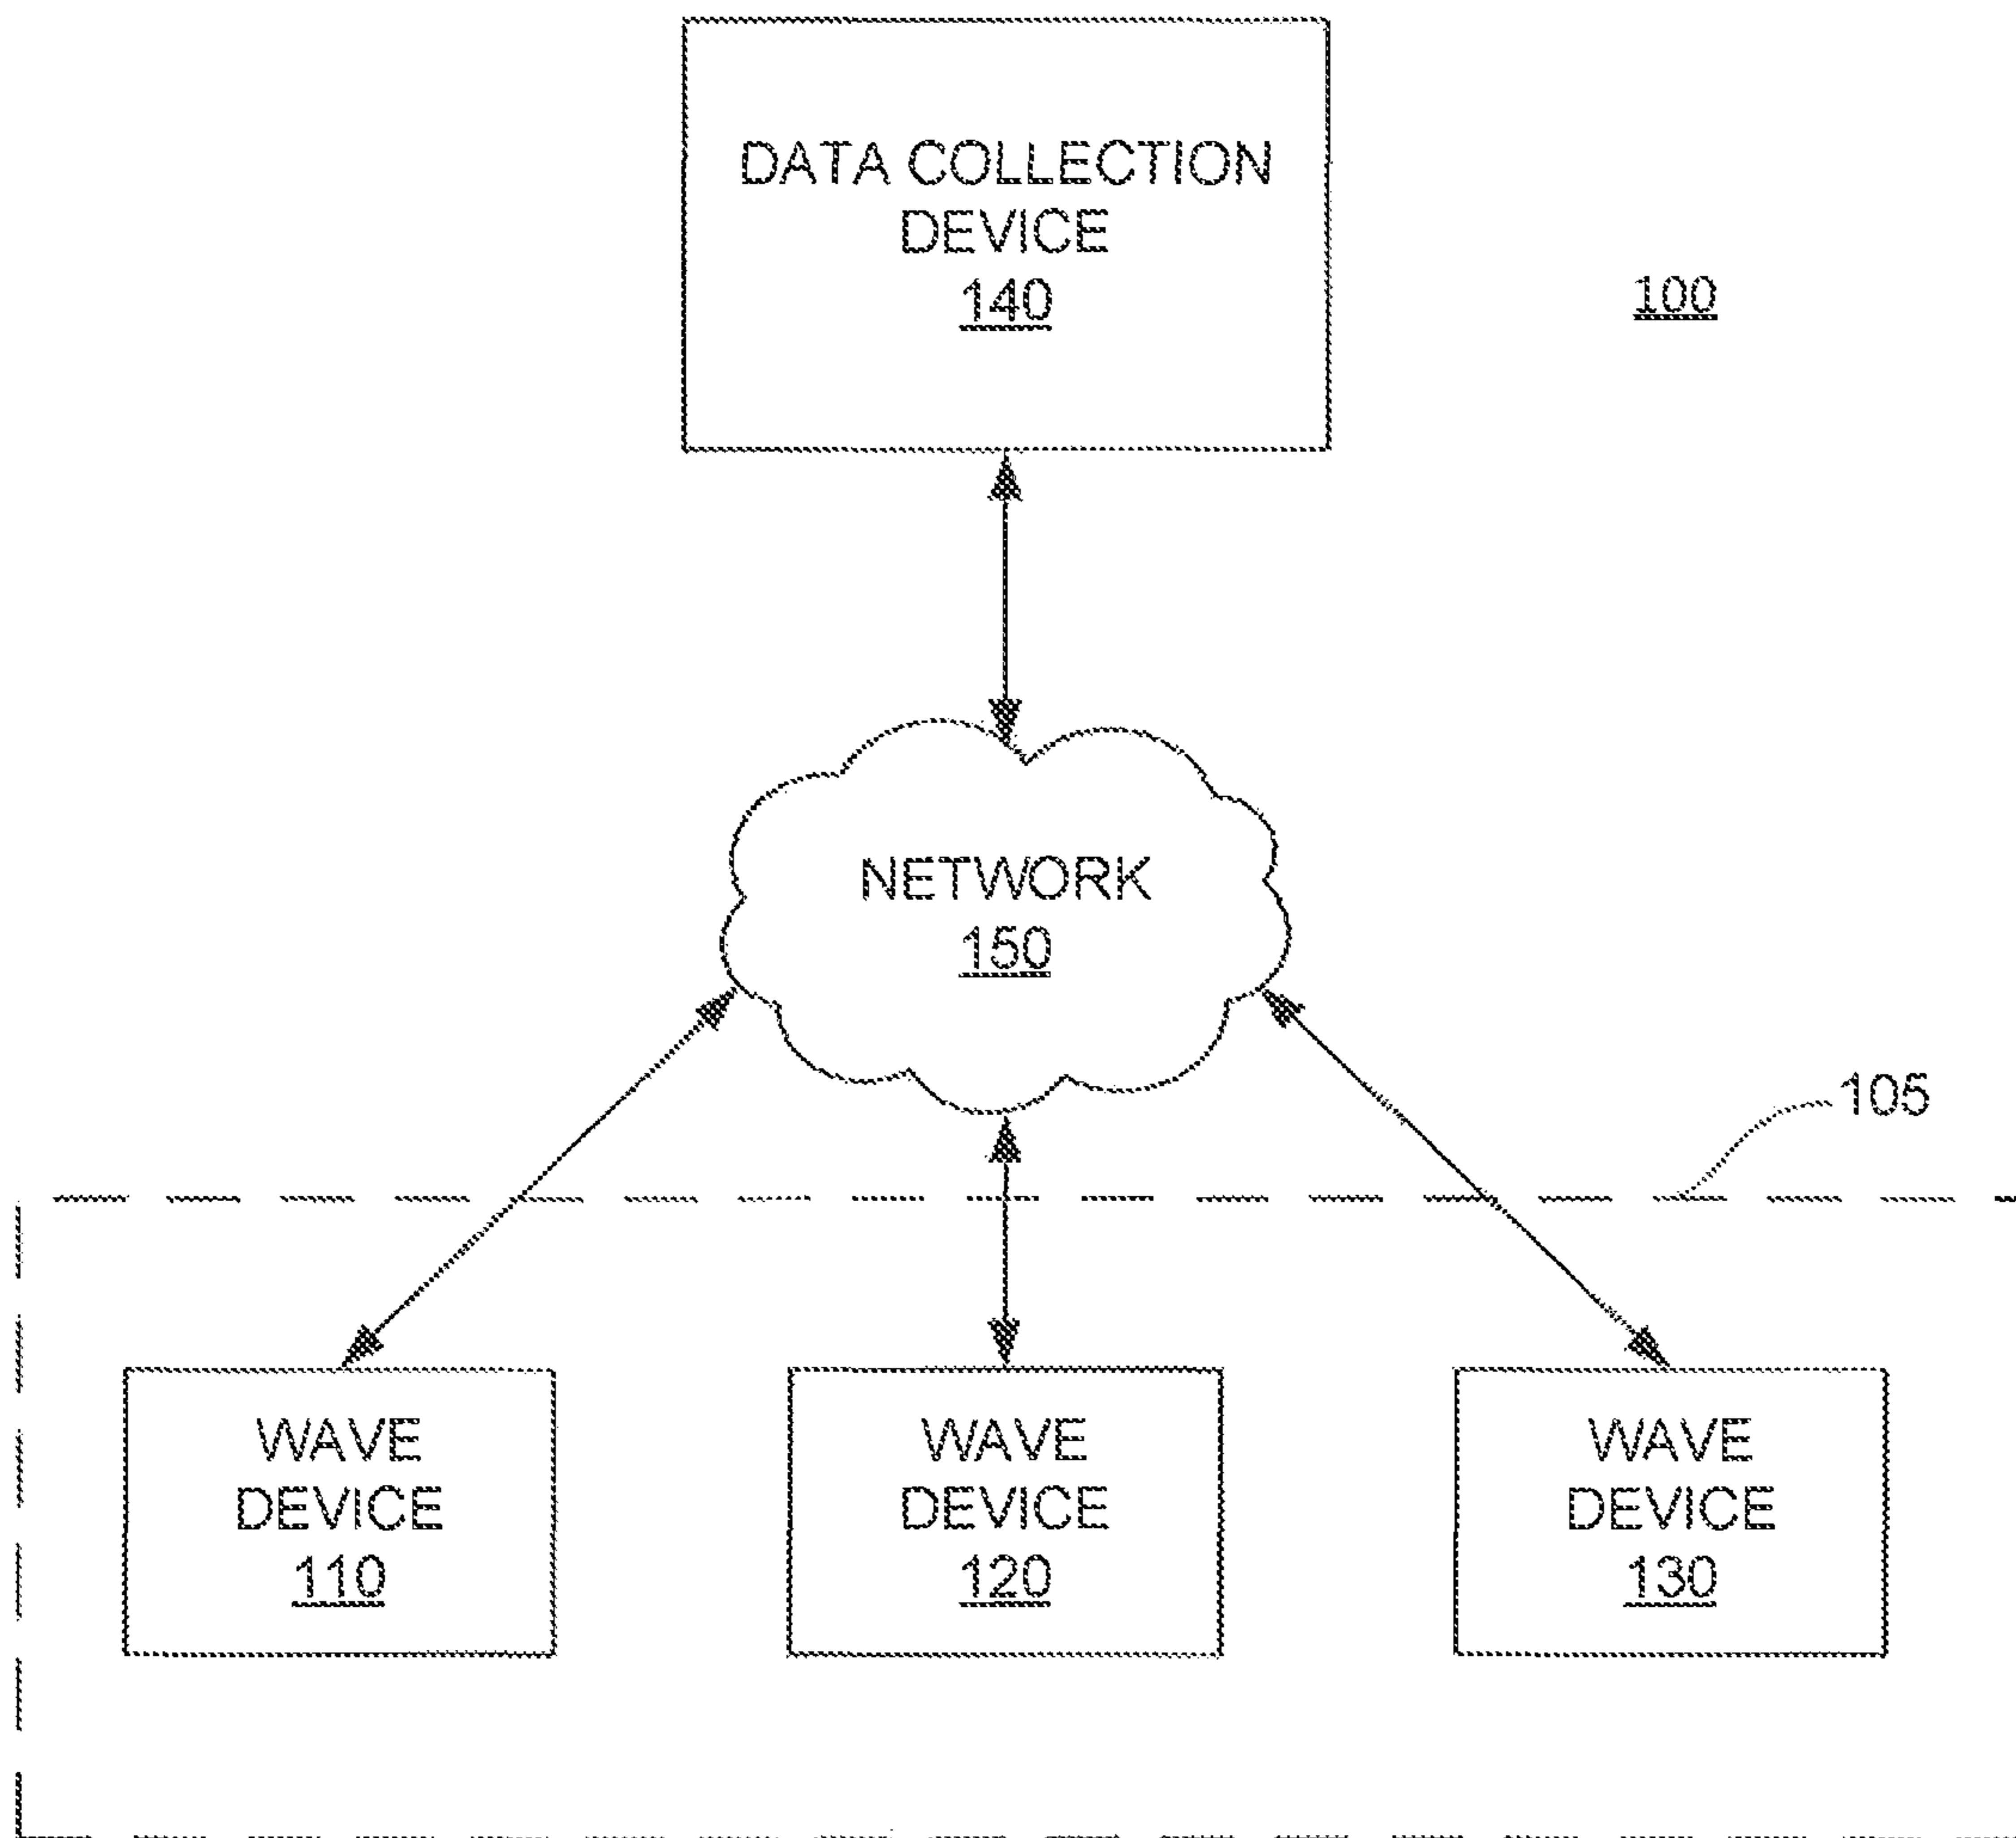 DATA COLLECTION
DEVICE
140
100
NETWORK
150
105
WAVE
DEVICE
110
WAVE
DEVICE
120
WAVE
DEVICE
130